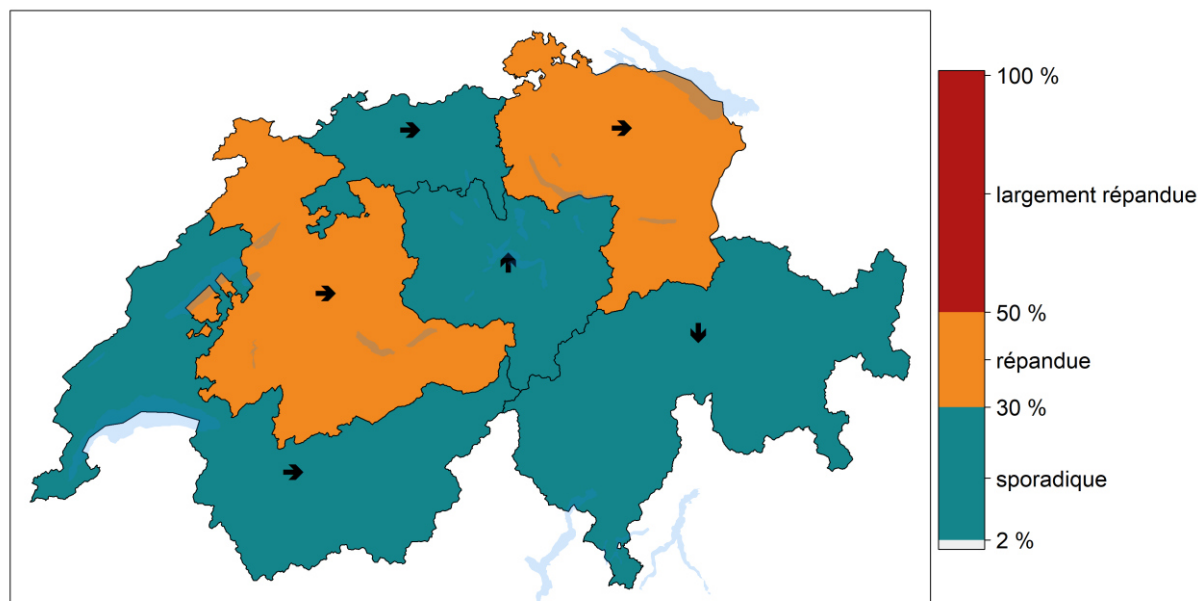 100 %
largement répandue
50 %
répandue
30 %
sporadique
2 %